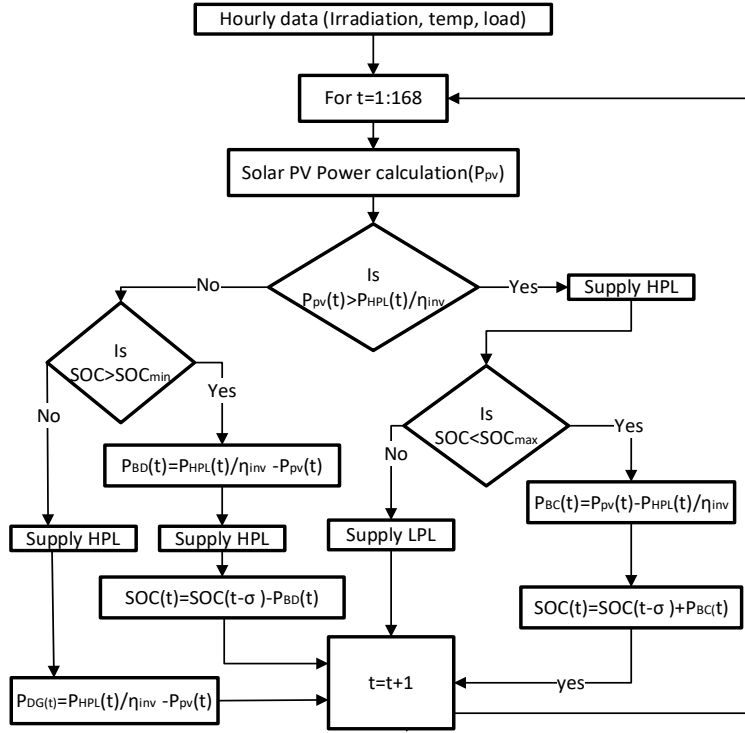 Hourly data (Irradiation, temp, load)
For t=1:168
Solar PV Power calculation(Ppv)
Is
Ppv(t)>PHPL(t)/ηinv
No
Yes
Supply HPL
Is
SOC>SOCmin
No
Yes
Is
SOC<SOCmax
No
Yes
PBD(t)=PHPL(t)/ηinv -Ppv(t)
PBC(t)=Ppv(t)-PHPL(t)/ηinv
Supply HPL
Supply HPL
Supply LPL
SOC(t)=SOC(t-σ )-PBD(t)
SOC(t)=SOC(t-σ )+PBC(t)
PDG(t)=PHPL(t)/ηinv -Ppv(t)
t=t+1
yes